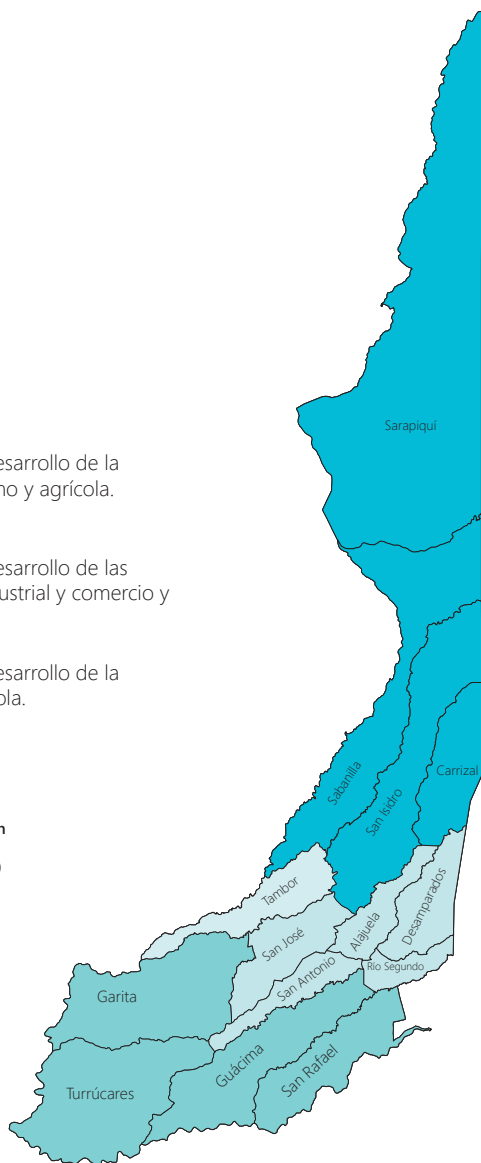 Sarapiquí
esarrollo de la
no y agrícola.
esarrollo de las
ustrial y comercio y
esarrollo de la
ola.
Sabanilla
San Isidro
Carrizal
n
)
Tambor
San José
Alajuela
Desamparados
San Antonio
Río Segundo
Garita
Guácima
San Rafael
Turrúcares